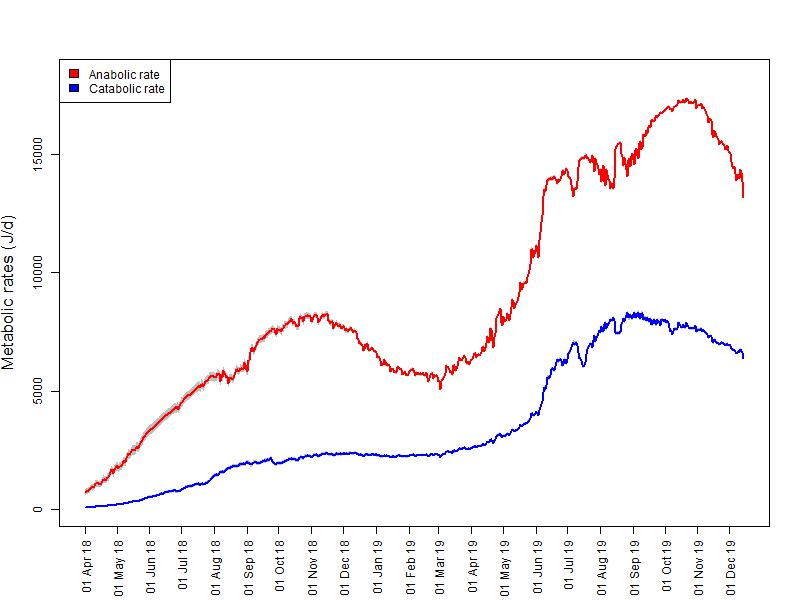 Anabolic rate
Catabolic rate
Metabolic rates (J/d)
15000
10000
5000
0
01 Apr 18
01 May 18
01 Jun 18
01 Jul 18
01 Aug 18
01 Sep 18
01 Oct 18
01 Nov 18
01 Dec 18
01 Jan 19
01 Feb 19
01 Mar 19
01 Apr 19
01 May 19
01 Jun 19
01 Jul 19
01 Aug 19
01 Sep 19
01 Oct 19
01 Nov 19
01 Dec 19